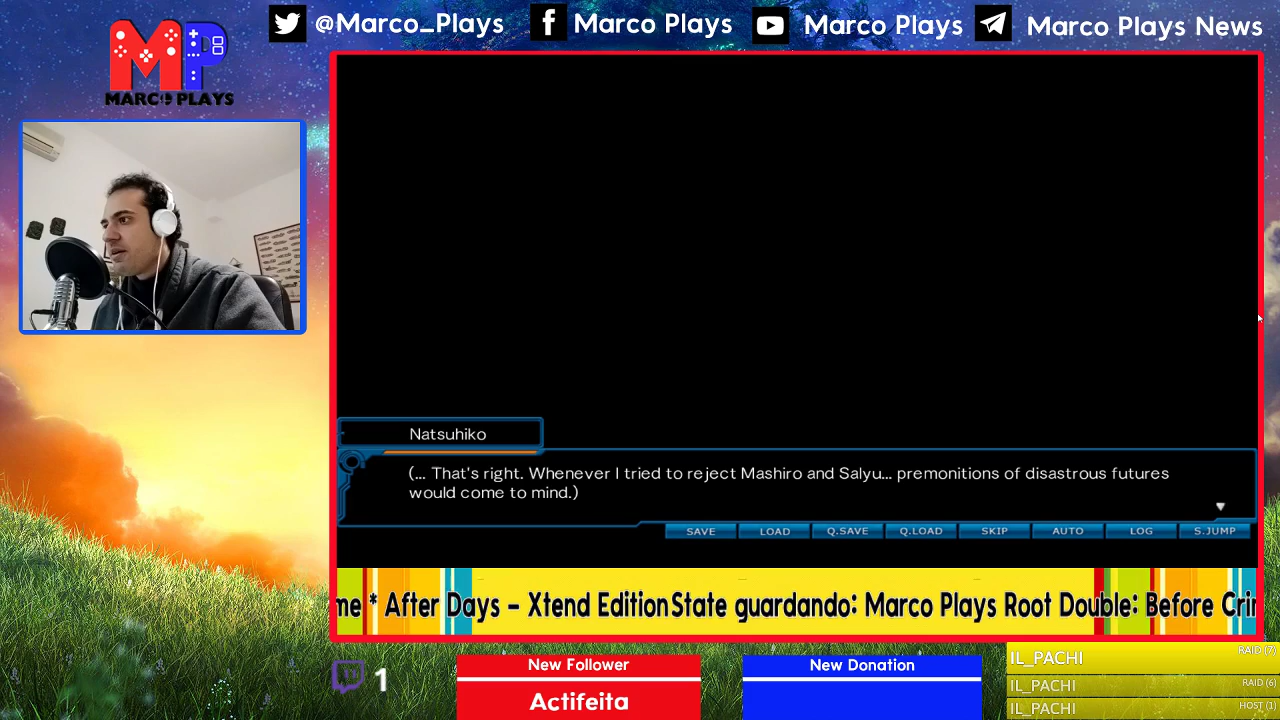 @Marco_Plays
Marco Plays
Marco Plays
Marco Plays News
MP
MARCO PLAYS
Natsuhiko
(... That's right. Whenever I tried to reject Mashiro and Salyu... premonitions of disastrous futures
would come to mind.)
SAVE
LOAD
Q.SAVE
Q.LOAD
SKIP
AUTO
LOG
S.JUMP
me * After Days - Xtend EditionState guardando: Marco Plays Root Double: Before Crim
1
New Follower
Actifeita
New Donation
IL_PACHI
RAID (7)
IL_PACHI
RAID (6)
IL_PACHI
HOST (1)